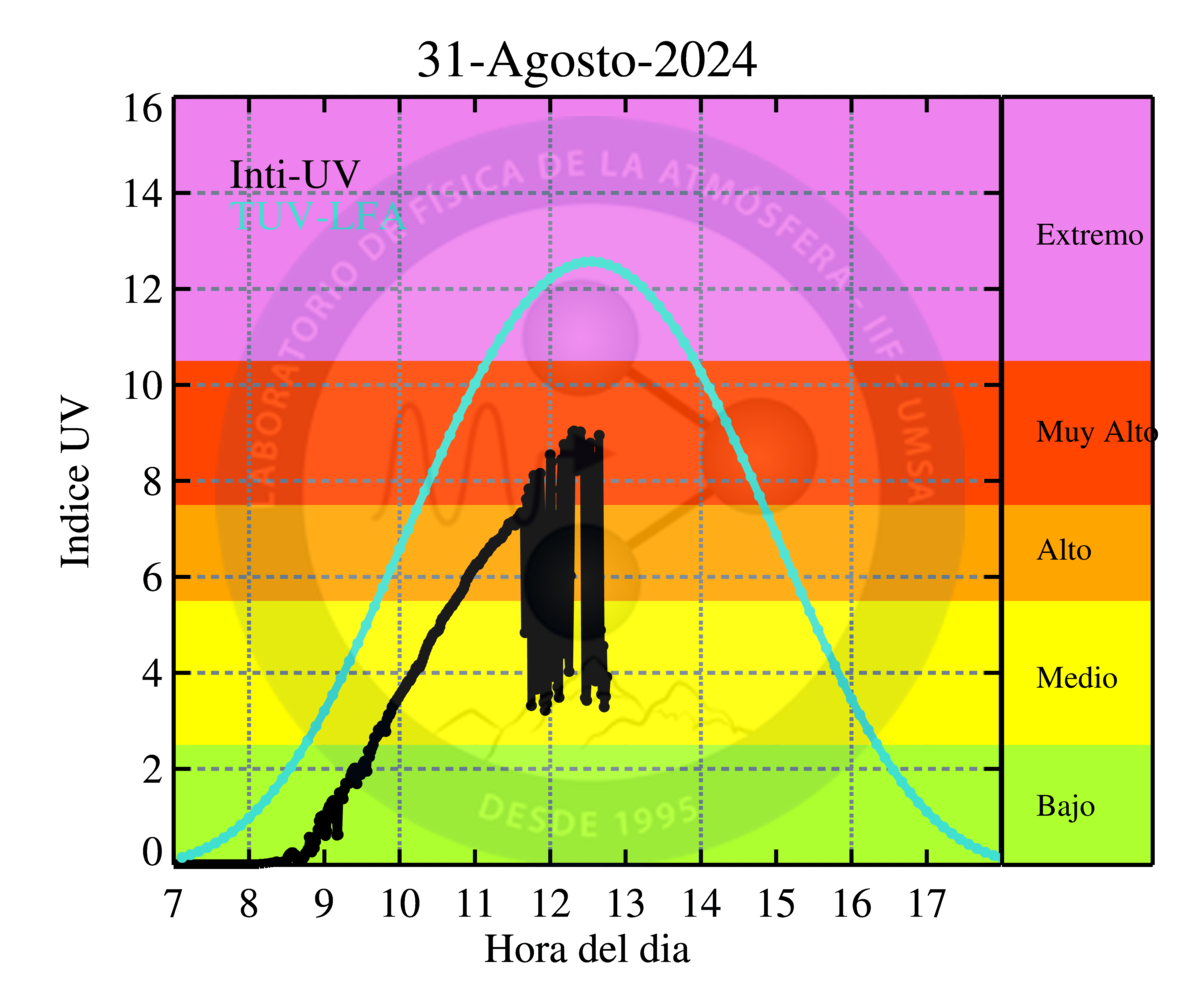 31-Agosto-2024
16
14
12
10
8
6
4
2
0
Indice UV
Inti-UV
TUV-LFA
LABORATORIO DE FÍSICA DE LA ATMÓSFERA - IIF - UMSA
DESDE 1995
Extremo
Muy Alto
Alto
Medio
Bajo
7 8 9 10 11 12 13 14 15 16 17
Hora del dia